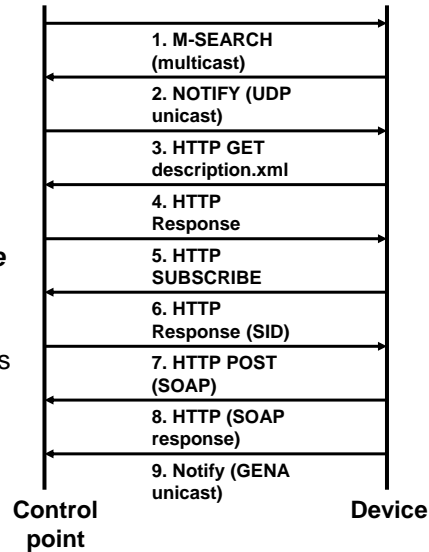 1. M-SEARCH
(multicast)
2. NOTIFY (UDP
unicast)
3. HTTP GET
description.xml
4. HTTP
Response
e
5. HTTP
SUBSCRIBE
6. HTTP
Response (SID)
s
7. HTTP POST
(SOAP)
8. HTTP (SOAP
response)
9. Notify (GENA
unicast)
Control
point
Device